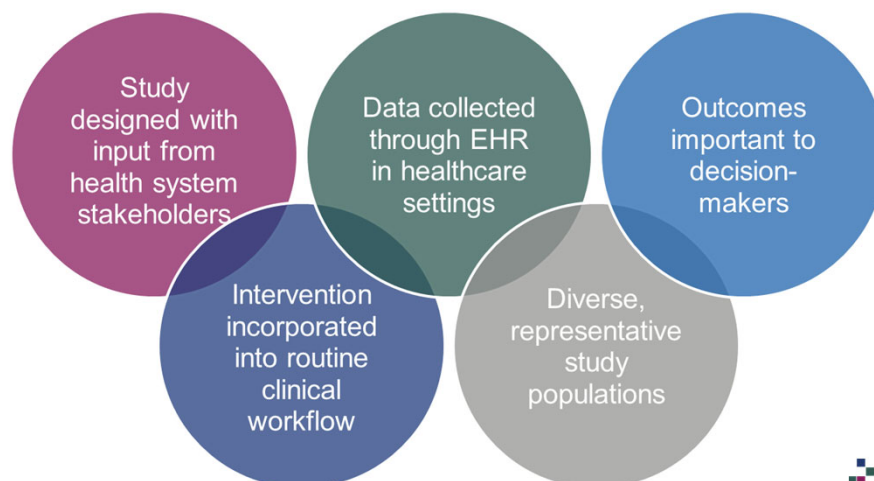 Study
designed with
input from
health system
stakeholders
Intervention
incorporated
into routine
clinical
workflow
Data collected
through EHR
in healthcare
settings
Diverse,
representative
study
populations
Outcomes
important to
decision-
makers